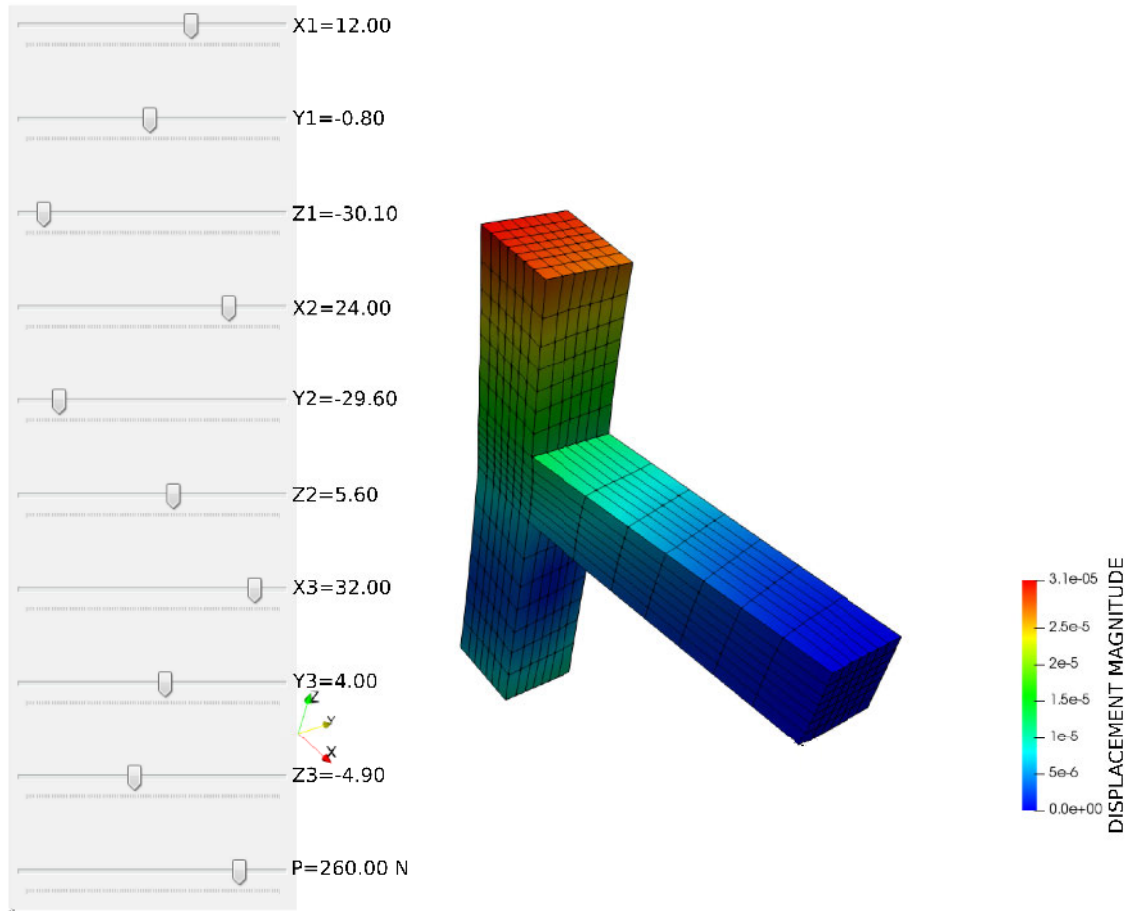 X1=12.00
Y1=-0.80
Z1=-30.10
X2=24.00
Y2=-29.60
Z2=5.60
X3=32.00
Y3=4.00
Z3=-4.90
P=260.00 N
Z
Y
X
DISPLACEMENT MAGNITUDE
3.1e-05
2.5e-5
2e-5
1.5e-5
1e-5
5e-6
0.0e+00